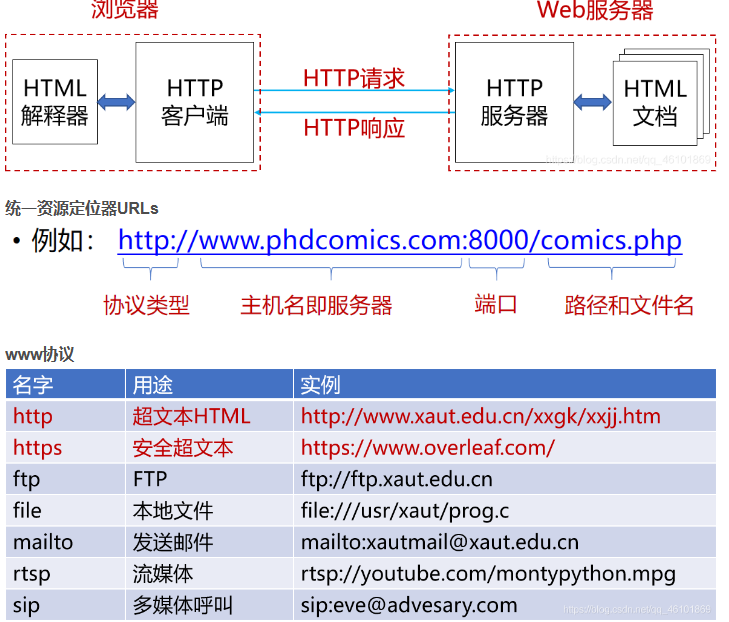 浏览器
Web服务器
HTML
解释器
HTTP
客户端
HTTP请求
HTTP响应
HTTP
服务器
HTML
文档
https://blog.csdn.net/qq_46101869
统一资源定位器URLs
• 例如： http://www.phdcomics.com:8000/comics.php
协议类型 主机名即服务器 端口 路径和文件名
www协议
名字 用途 实例
http 超文本HTML http://www.xaut.edu.cn/xxgk/xxjj.htm
https 安全超文本 https://www.overleaf.com/
ftp FTP ftp://ftp.xaut.edu.cn
file 本地文件 file:///usr/xaut/prog.c
mailto 发送邮件 mailto:xautmail@xaut.edu.cn
rtsp 流媒体 rtsp://youtube.com/montypython.mpg
sip 多媒体呼叫 sip:eve@advesary.com
https://blog.csdn.net/qq_46101869